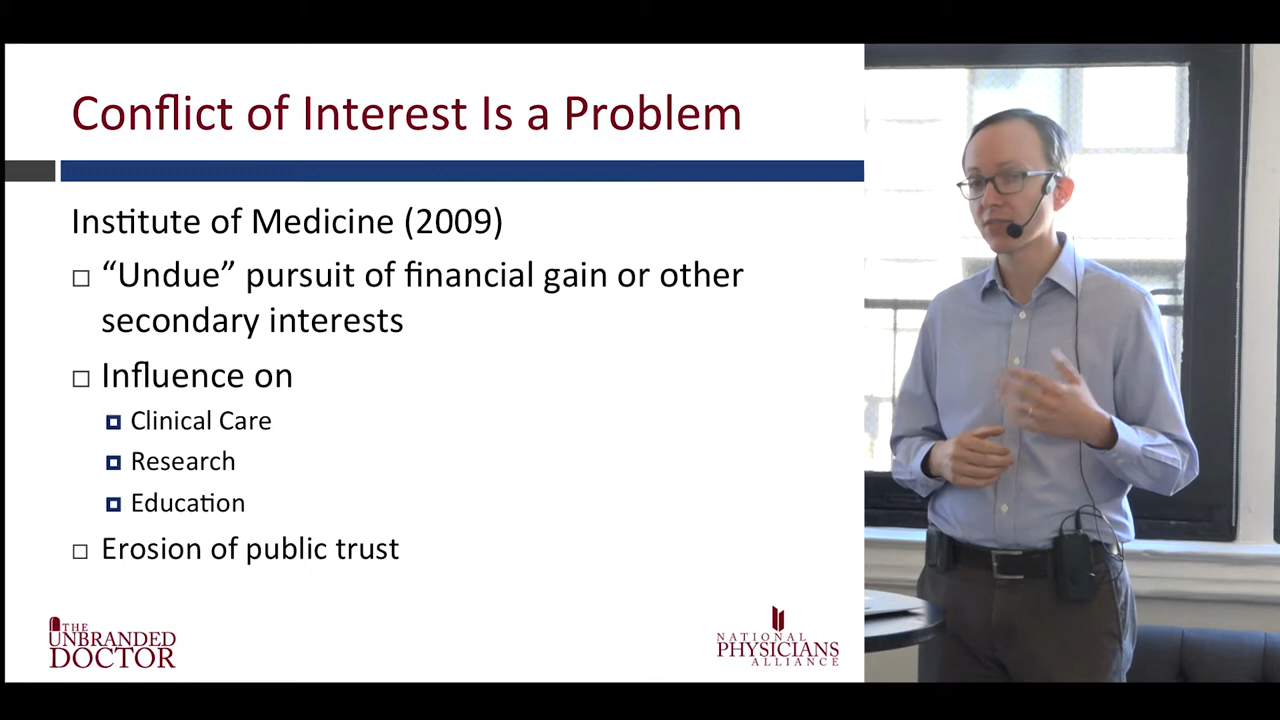 Conflict of Interest Is a Problem
Institute of Medicine (2009)
“Undue” pursuit of financial gain or other
secondary interests
Influence on
Clinical Care
Research
Education
Erosion of public trust
THE
UNBRANDED
DOCTOR
NATIONAL
PHYSICIANS
ALLIANCE